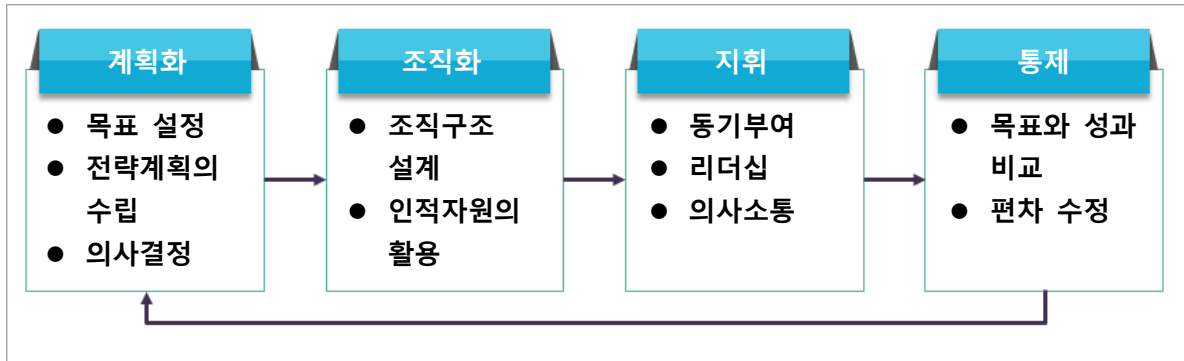 계획화
● 목표 설정
● 전략계획의
수립
● 의사결정
조직화
● 조직구조
설계
● 인적자원의
활용
지휘
● 동기부여
● 리더십
● 의사소통
통제
● 목표와 성과
비교
● 편차 수정